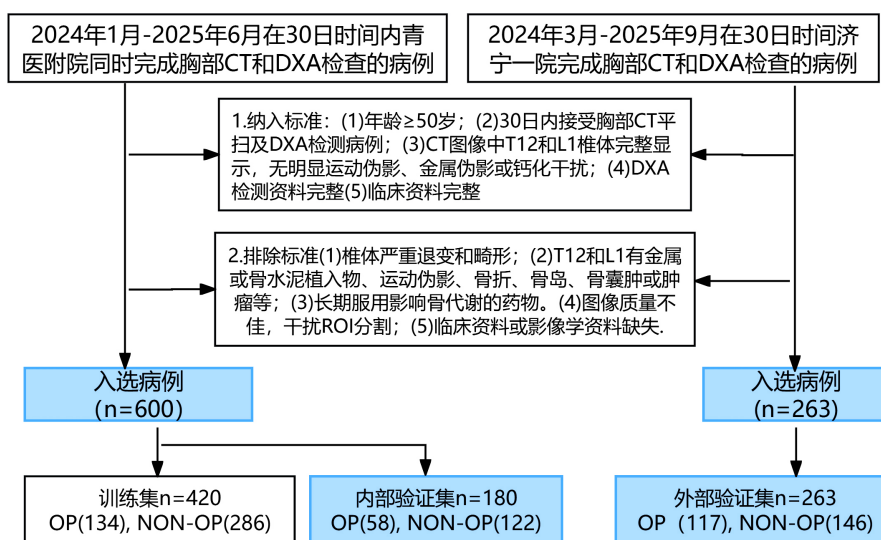 2024年1月-2025年6月在30日时间内青
医附院同时完成胸部CT和DXA检查的病例
2024年3月-2025年9月在30日时间济
宁一院完成胸部CT和DXA检查的病例
1.纳入标准：(1)年龄≥50岁；(2)30日内接受胸部CT平
扫及DXA检测病例；(3)CT图像中T12和L1椎体完整显
示，无明显运动伪影、金属伪影或钙化干扰；(4)DXA
检测资料完整(5)临床资料完整
2.排除标准(1)椎体严重退变和畸形；(2)T12和L1有金属
或骨水泥植入物、运动伪影、骨折、骨岛、骨囊肿或肿
瘤等；(3)长期服用影响骨代谢的药物。(4)图像质量不
佳，干扰ROI分割；(5)临床资料或影像学资料缺失.
入选病例
（n=600）
入选病例
(n=263)
训练集n=420
OP(134), NON-OP(286)
内部验证集n=180
OP(58), NON-OP(122)
外部验证集n=263
OP（117), NON-OP(146)